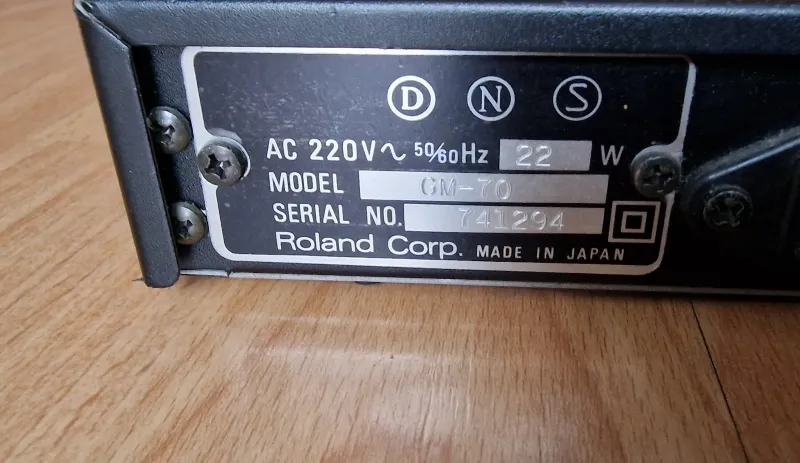 D N S
AC 220V~ 50/60Hz 22 W
MODEL GM-70
SERIAL NO. 741294
Roland Corp. MADE IN JAPAN